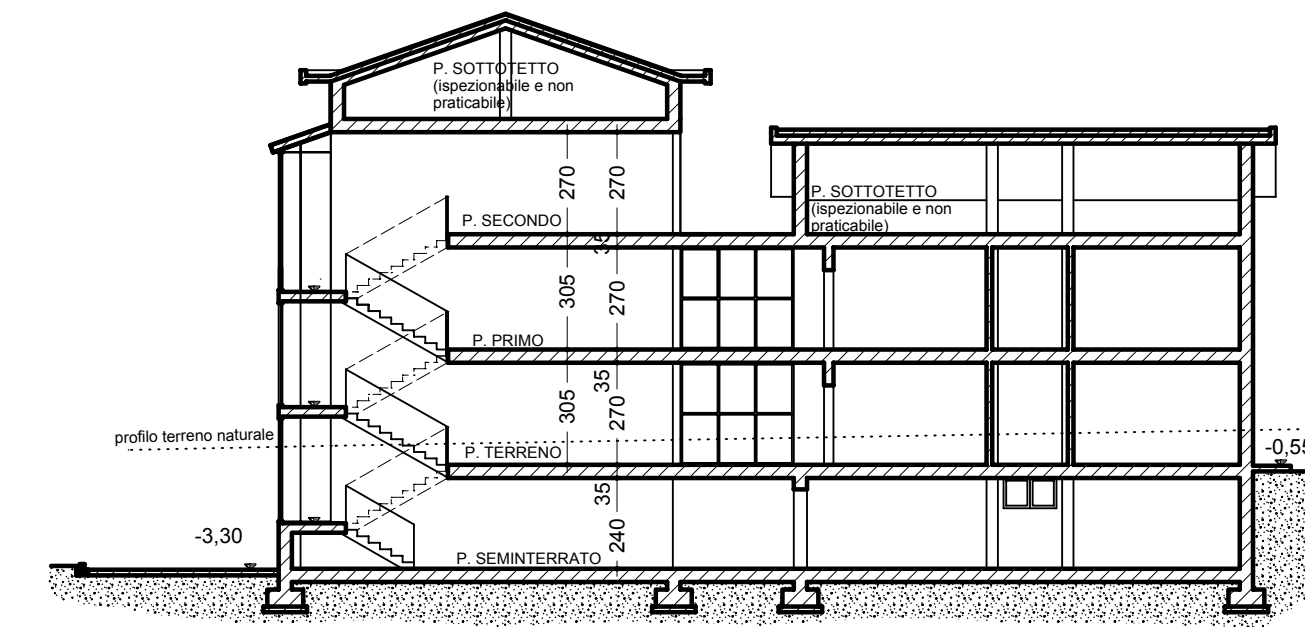 P. SOTTOTETTO
(ispezionabile e non
praticabile)
270
270
P. SOTTOTETTO
(ispezionabile e non
praticabile)
P. SECONDO
35
305
270
P. PRIMO
35
305
270
profilo terreno naturale
P. TERRENO
-0,55
35
-3,30
240
P. SEMINTERRATO